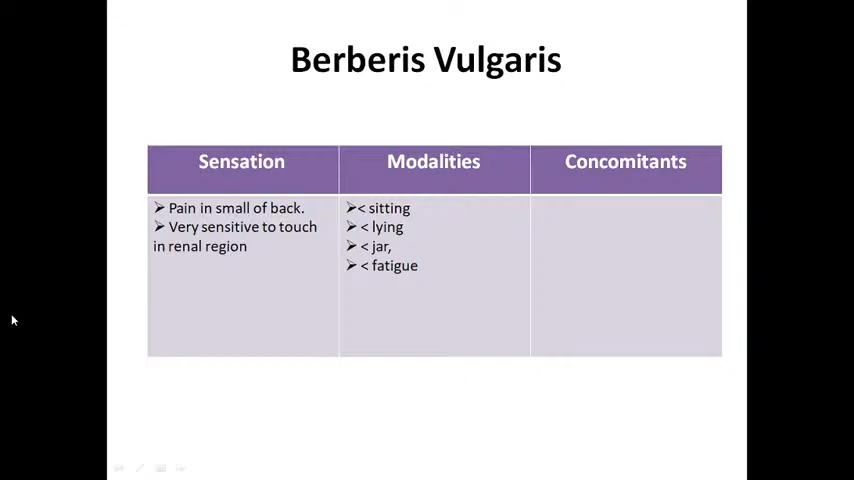 Berberis Vulgaris
Sensation
Modalities
Concomitants
➢ Pain in small of back.
➢ Very sensitive to touch
in renal region
➢< sitting
➢ < lying
➢ < jar,
➢ < fatigue